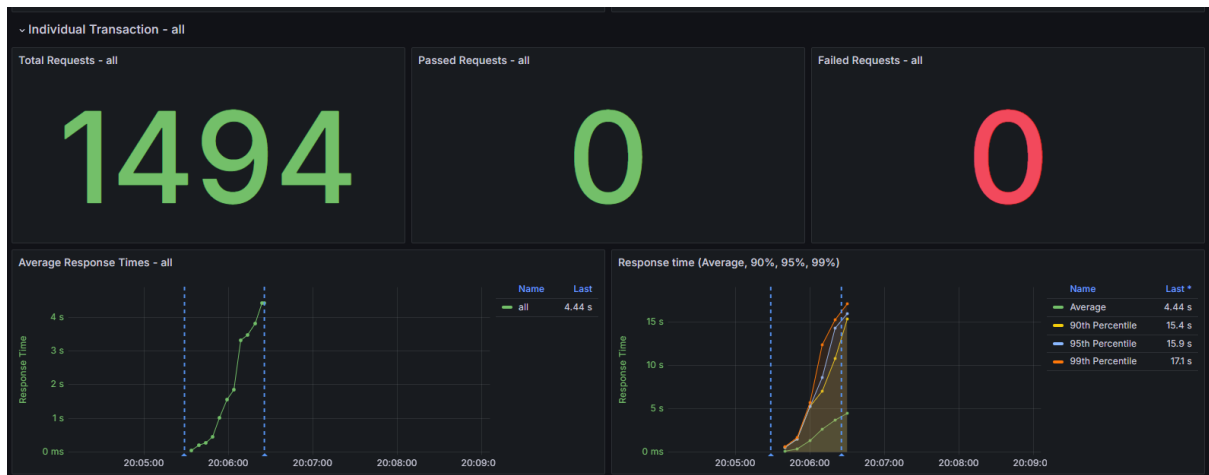 Individual Transaction - all
Total Requests - all
Passed Requests - all
Failed Requests - all
1494
0
0
Average Response Times - all
Response time (Average, 90%, 95%, 99%)
Response Time
4 s
3 s
2 s
1 s
0 ms
20:05:00
20:06:00
20:07:00
20:08:00
20:09:0
Name Last
all 4.44 s
Response Time
15 s
10 s
5 s
0 ms
20:05:00
20:06:00
20:07:00
20:08:00
20:09:0
Name Last *
Average 4.44 s
90th Percentile 15.4 s
95th Percentile 15.9 s
99th Percentile 17.1 s